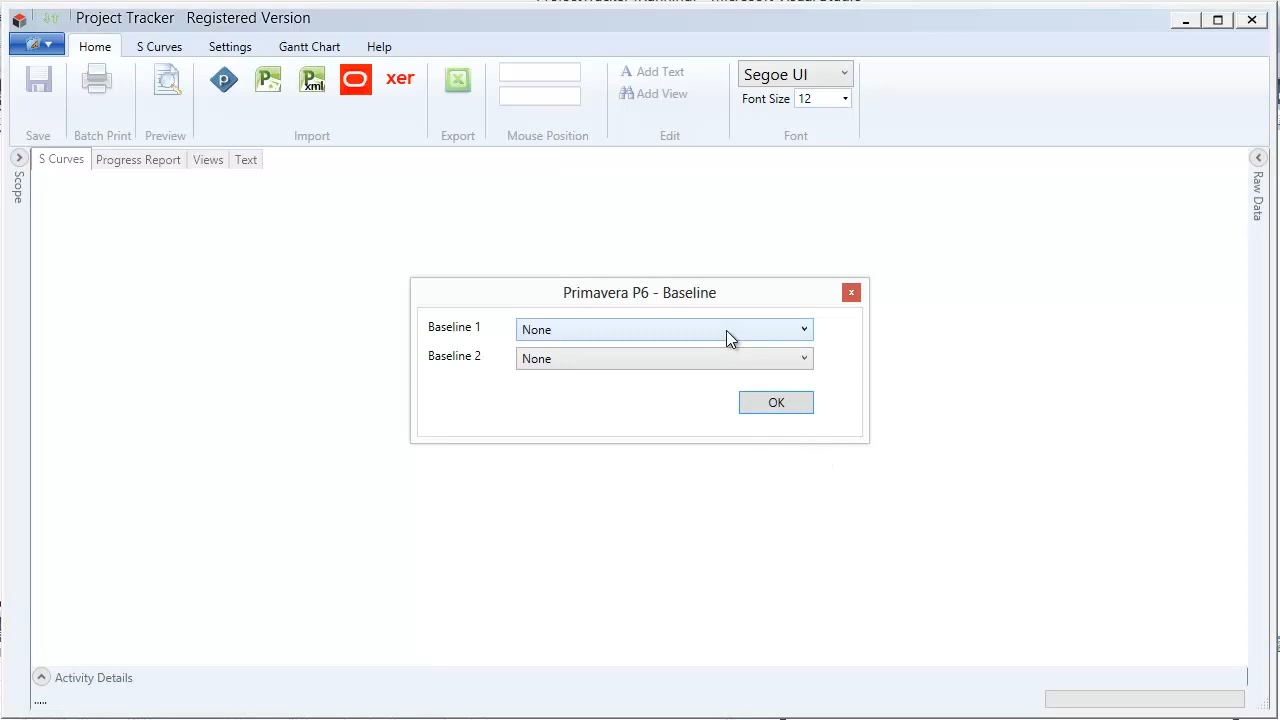 Project Tracker Registered Version
Home S Curves Settings Gantt Chart Help
P P xml xer
Add Text
Add View
Segoe UI
Font Size 12
Save Batch Print Preview Import Export Mouse Position Edit Font
S Curves Progress Report Views Text
Scope
Raw Data
Primavera P6 - Baseline
x
Baseline 1 None
Baseline 2 None
OK
Activity Details
.....